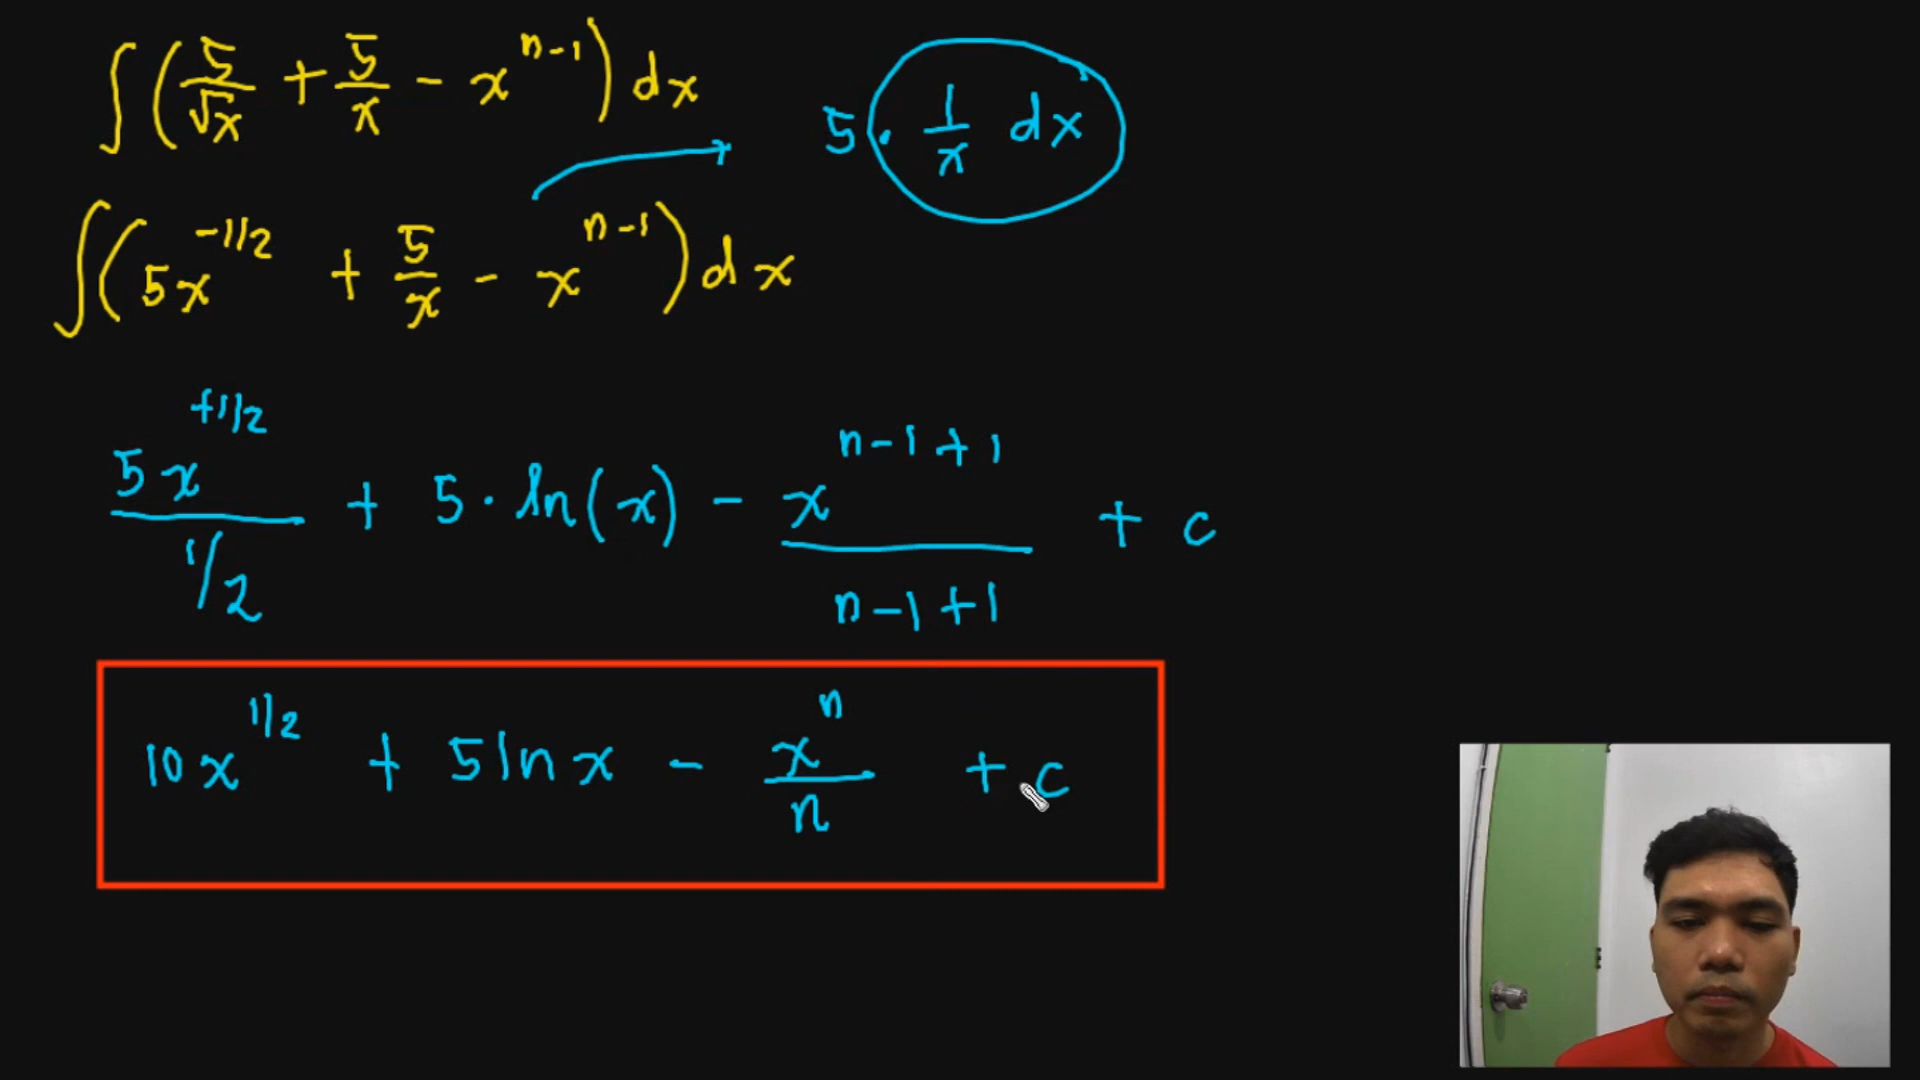 ∫(5/√x + 5/x − x^(n−1)) dx
5 · 1/x dx
∫(5x^(−1/2) + 5/x − x^(n−1)) dx
5x^(+1/2)/(1/2) + 5 · ln(x) − x^(n−1+1)/(n−1+1) + c
10x^(1/2) + 5 ln x − x^n/n + c